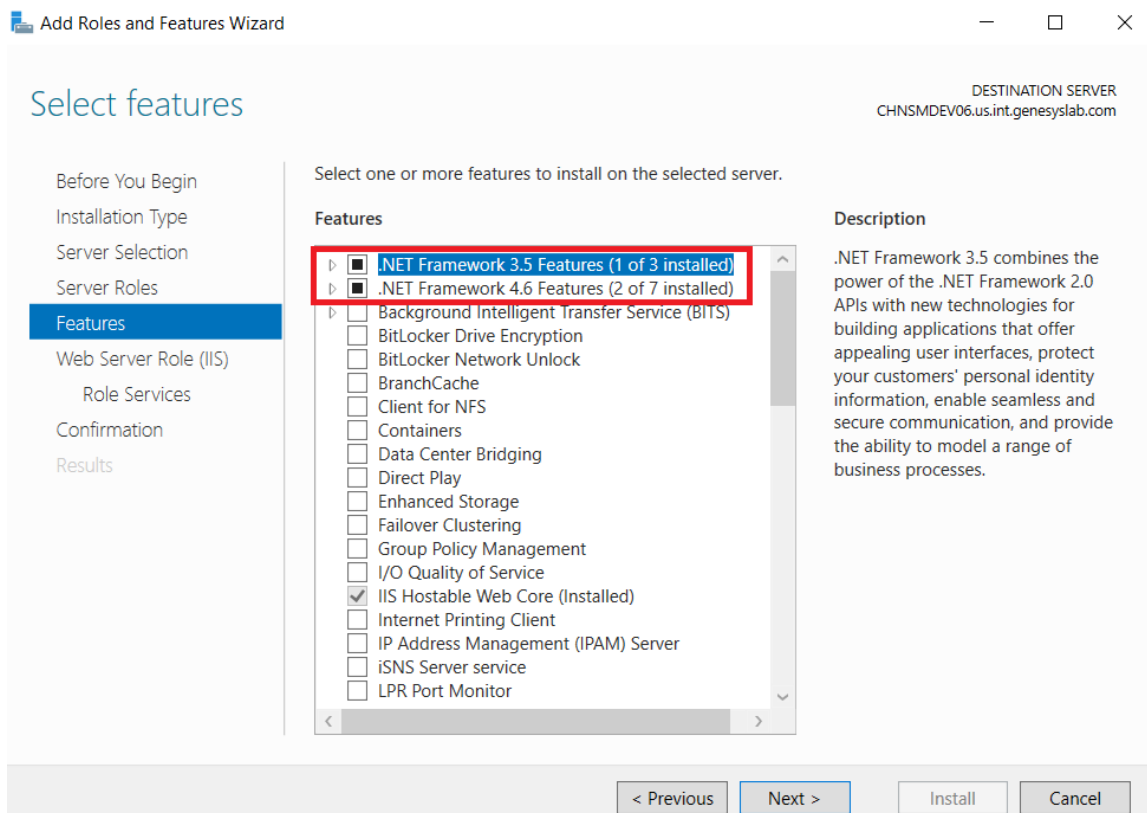 Add Roles and Features Wizard
Select features
DESTINATION SERVER
CHNSMDEV06.us.int.genesyslab.com
Before You Begin
Installation Type
Server Selection
Server Roles
Features
Web Server Role (IIS)
Role Services
Confirmation
Results
Select one or more features to install on the selected server.
Features
.NET Framework 3.5 Features (1 of 3 installed)
.NET Framework 4.6 Features (2 of 7 installed)
Background Intelligent Transfer Service (BITS)
BitLocker Drive Encryption
BitLocker Network Unlock
BranchCache
Client for NFS
Containers
Data Center Bridging
Direct Play
Enhanced Storage
Failover Clustering
Group Policy Management
I/O Quality of Service
IIS Hostable Web Core (Installed)
Internet Printing Client
IP Address Management (IPAM) Server
iSNS Server service
LPR Port Monitor
Description
.NET Framework 3.5 combines the
power of the .NET Framework 2.0
APIs with new technologies for
building applications that offer
appealing user interfaces, protect
your customers' personal identity
information, enable seamless and
secure communication, and provide
the ability to model a range of
business processes.
< Previous
Next >
Install
Cancel